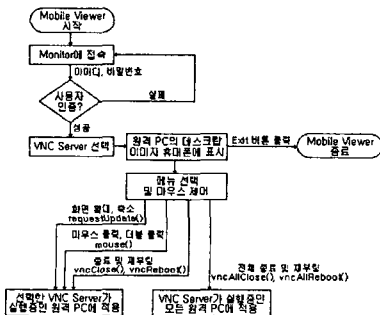 Mobile Viewer
시작
Monitor에 접속
아이디, 비밀번호
사용자
인증?
실패
성공
VNC Server 선택
원격 PC의 데스크탑
이미지 휴대폰에 표시
Exit 버튼 클릭
Mobile Viewer
종료
메뉴 선택
및 마우스 제어
화면 확대, 축소
requestUpdate()
마우스 클릭, 더블 클릭
mouse()
종료 및 재부팅
vncClose(), vncReboot()
전체 종료 및 재부팅
vncAllClose(), vncAllReboot()
선택한 VNC Server가
실행중인 원격 PC에 적용
VNC Server가 실행중인
모든 원격 PC에 적용